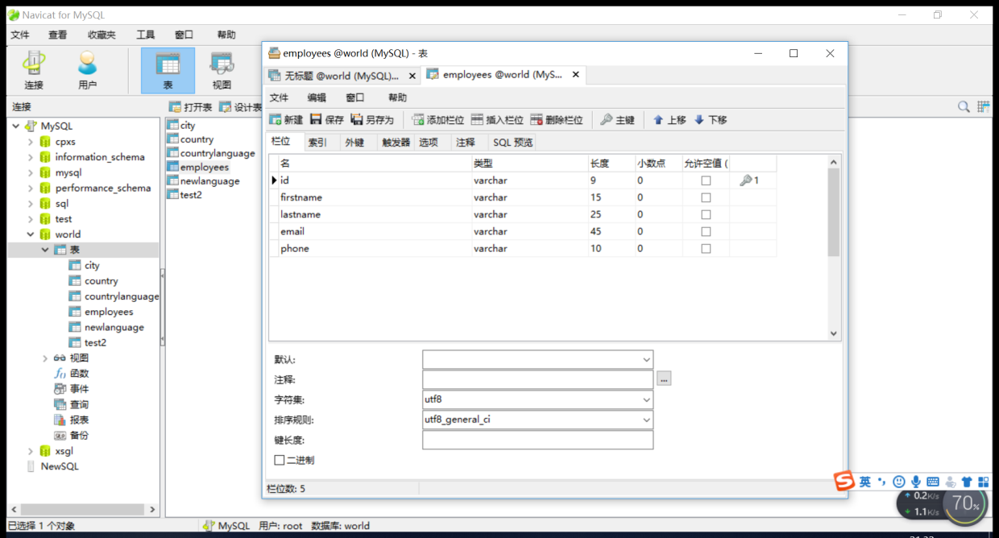 Navicat for MySQL
文件 查看 收藏夹 工具 窗口 帮助
连接 用户 表 视图
连接
MySQL
cpxs
information_schema
mysql
performance_schema
sql
test
world
表
city
country
countrylanguage
employees
newlanguage
test2
视图
函数
事件
查询
报表
备份
xsgl
NewSQL
打开表 设计表
city
country
countrylanguage
employees
newlanguage
test2
employees @world (MySQL) - 表
无标题 @world (MySQL)... employees @world (MyS...
文件 编辑 窗口 帮助
新建 保存 另存为 添加栏位 插入栏位 删除栏位 主键 上移 下移
栏位 索引 外键 触发器 选项 注释 SQL 预览
名 类型 长度 小数点 允许空值 (
id varchar 9 0 1
firstname varchar 15 0
lastname varchar 25 0
email varchar 45 0
phone varchar 10 0
默认:
注释: ...
字符集: utf8
排序规则: utf8_general_ci
键长度:
二进制
栏位数: 5
英
0.2K/s
1.1K/s
70%
已选择 1 个对象 MySQL 用户: root 数据库: world